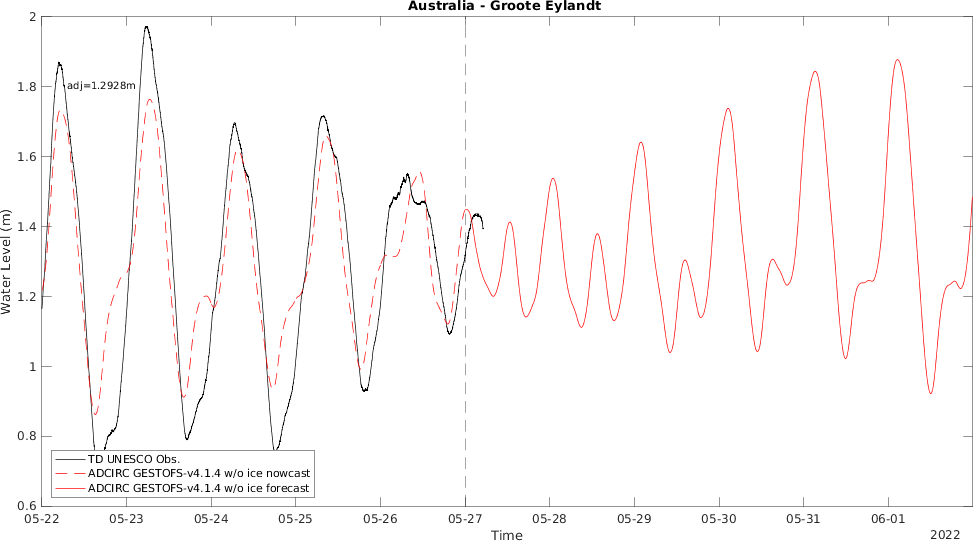 Australia - Groote Eylandt
2
1.8
1.6
1.4
1.2
1
0.8
0.6
Water Level (m)
adj=1.2928m
TD UNESCO Obs.
ADCIRC GESTOFS-v4.1.4 w/o ice nowcast
ADCIRC GESTOFS-v4.1.4 w/o ice forecast
05-22 05-23 05-24 05-25 05-26 05-27 05-28 05-29 05-30 05-31 06-01
Time
2022